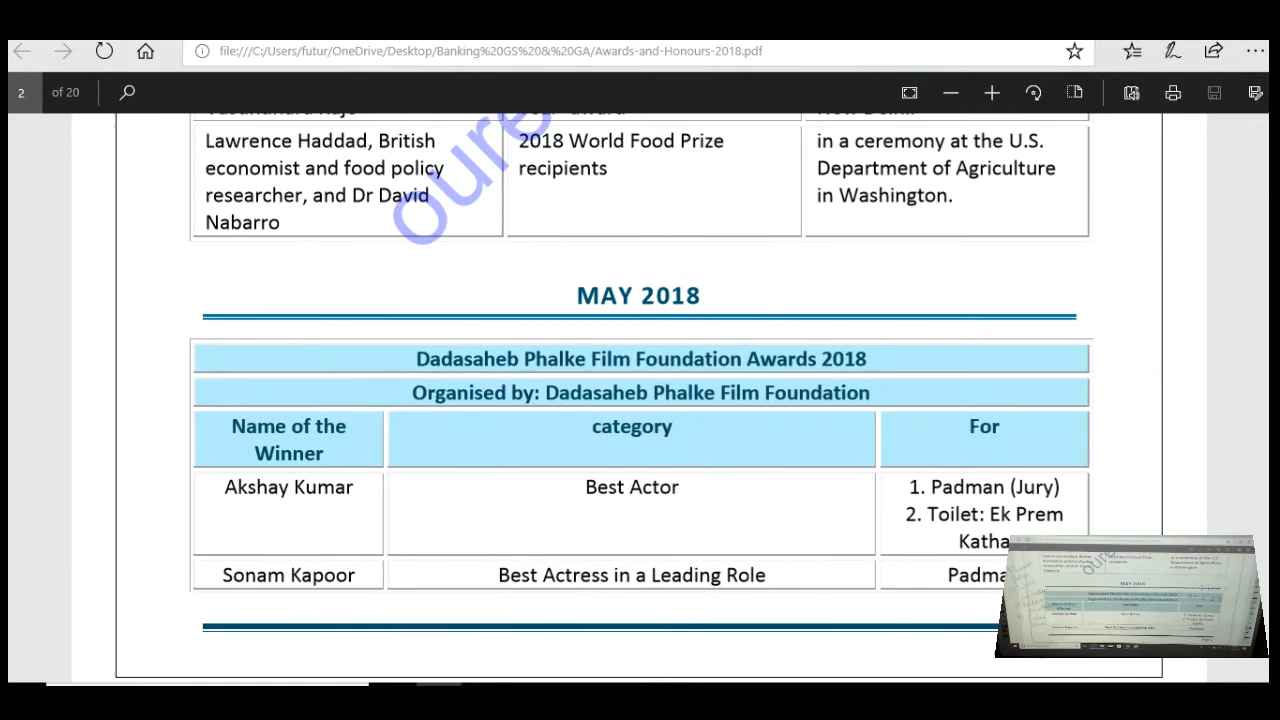 file:///C:/Users/futur/OneDrive/Desktop/Banking%20GS%20&%20GA/Awards-and-Honours-2018.pdf
2 of 20
Lawrence Haddad, British economist and food policy researcher, and Dr David Nabarro
2018 World Food Prize recipients
in a ceremony at the U.S. Department of Agriculture in Washington.
oure
MAY 2018
Dadasaheb Phalke Film Foundation Awards 2018
Organised by: Dadasaheb Phalke Film Foundation
Name of the Winner
category
For
Akshay Kumar
Best Actor
1. Padman (Jury)
2. Toilet: Ek Prem Katha
Sonam Kapoor
Best Actress in a Leading Role
Padma